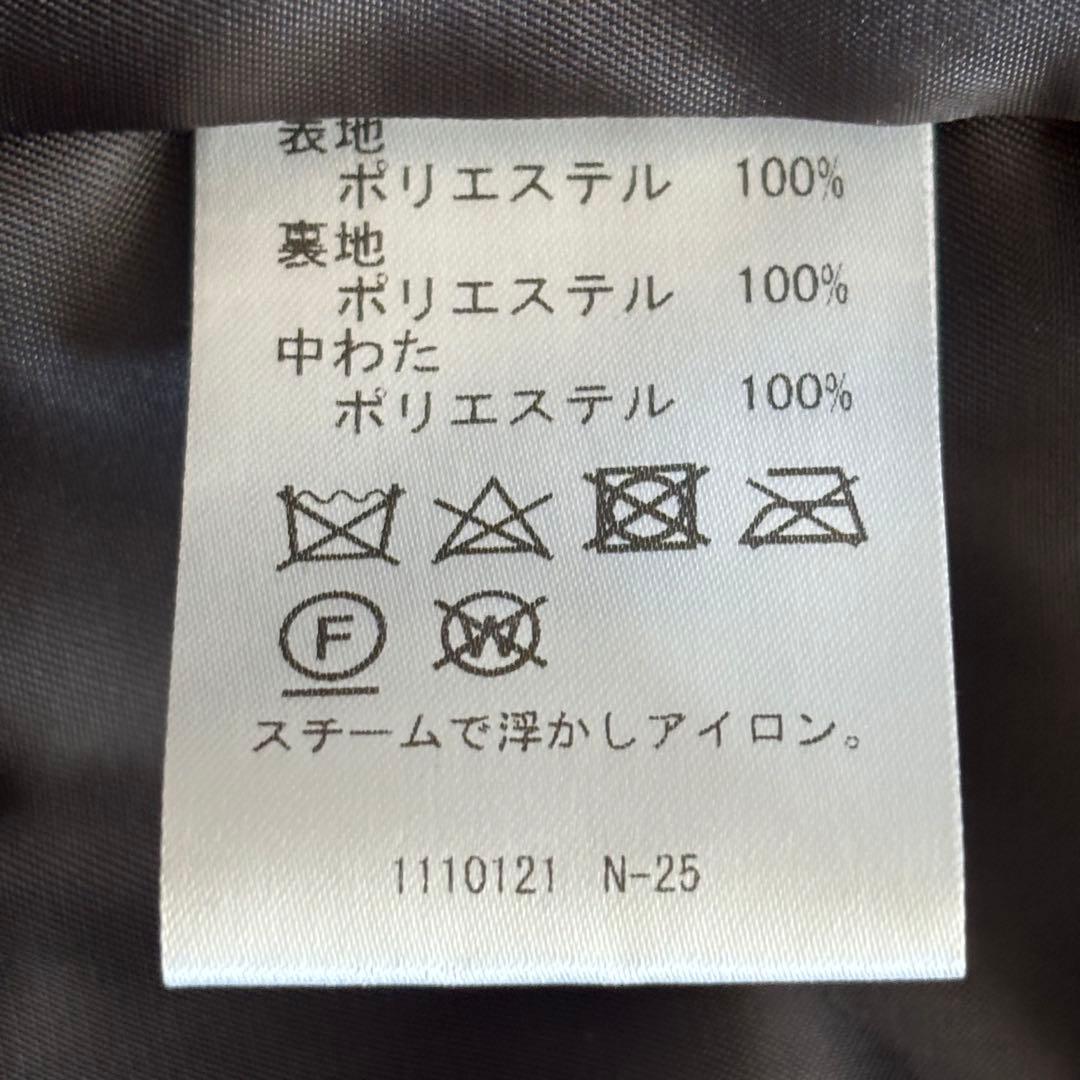 表地
ポリエステル 100%
裏地
ポリエステル 100%
中わた
ポリエステル 100%
F W
スチームで浮かしアイロン。
1110121 N-25